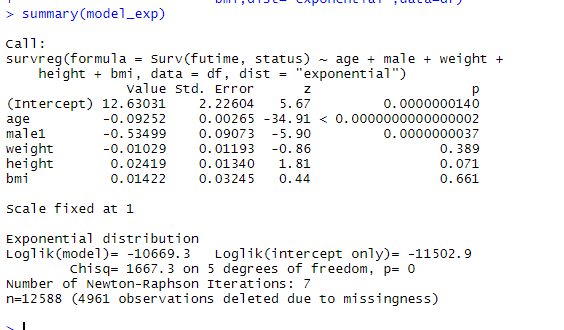 bmi,dist="exponential",data=df)
> summary(model_exp)
Call:
survreg(formula = Surv(futime, status) ~ age + male + weight +
height + bmi, data = df, dist = "exponential")
Value Std. Error z p
(Intercept) 12.63031 2.22604 5.67 0.0000000140
age -0.09252 0.00265 -34.91 < 0.0000000000000002
male1 -0.53499 0.09073 -5.90 0.0000000037
weight -0.01029 0.01193 -0.86 0.389
height 0.02419 0.01340 1.81 0.071
bmi 0.01422 0.03245 0.44 0.661
Scale fixed at 1
Exponential distribution
Loglik(model)= -10669.3 Loglik(intercept only)= -11502.9
Chisq= 1667.3 on 5 degrees of freedom, p= 0
Number of Newton-Raphson Iterations: 7
n=12588 (4961 observations deleted due to missingness)
>